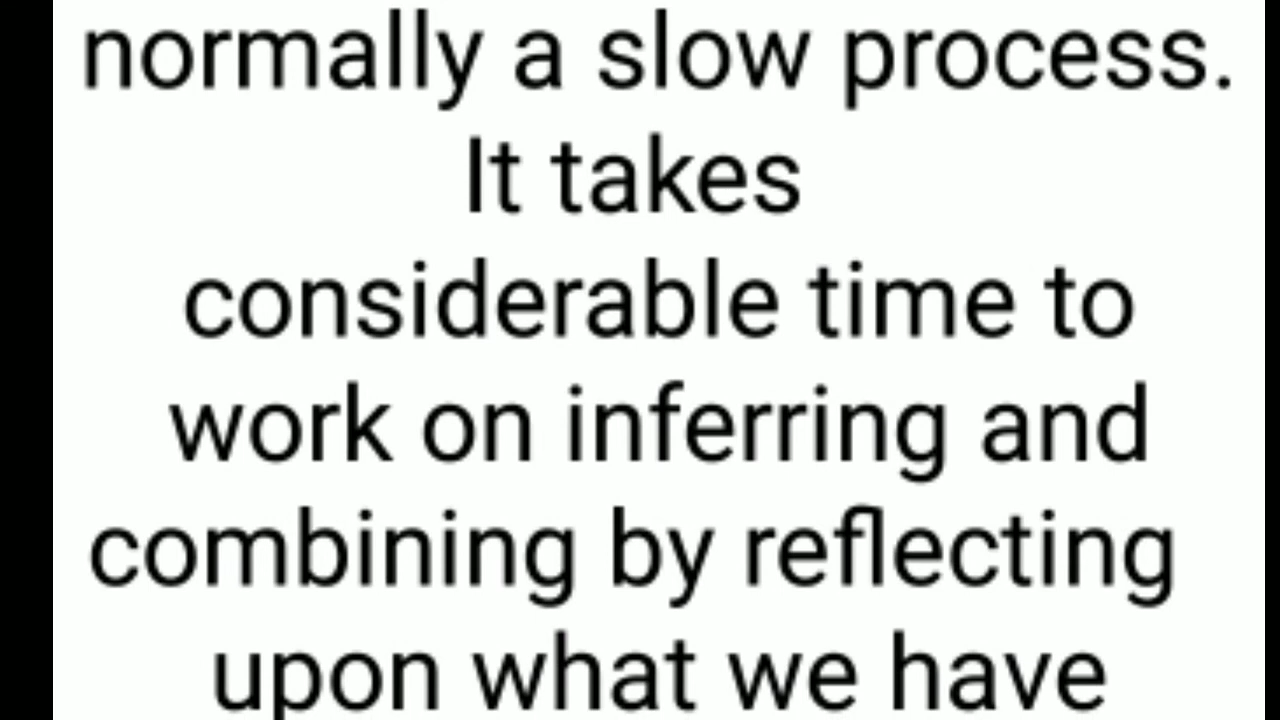 normally a slow process.
It takes
considerable time to
work on inferring and
combining by reflecting
upon what we have